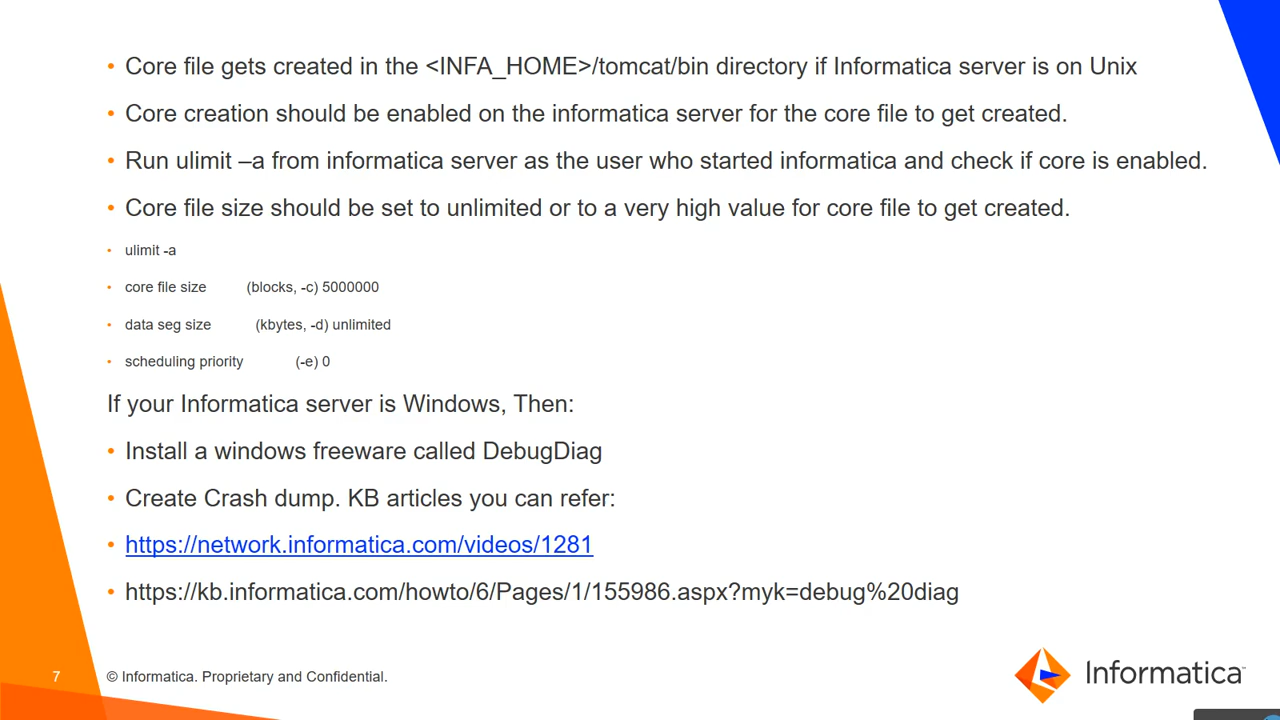 • Core file gets created in the <INFA_HOME>/tomcat/bin directory if Informatica server is on Unix
• Core creation should be enabled on the informatica server for the core file to get created.
• Run ulimit –a from informatica server as the user who started informatica and check if core is enabled.
• Core file size should be set to unlimited or to a very high value for core file to get created.
• ulimit -a
• core file size (blocks, -c) 5000000
• data seg size (kbytes, -d) unlimited
• scheduling priority (-e) 0
If your Informatica server is Windows, Then:
• Install a windows freeware called DebugDiag
• Create Crash dump. KB articles you can refer:
• https://network.informatica.com/videos/1281
• https://kb.informatica.com/howto/6/Pages/1/155986.aspx?myk=debug%20diag
7 © Informatica. Proprietary and Confidential.
Informatica™